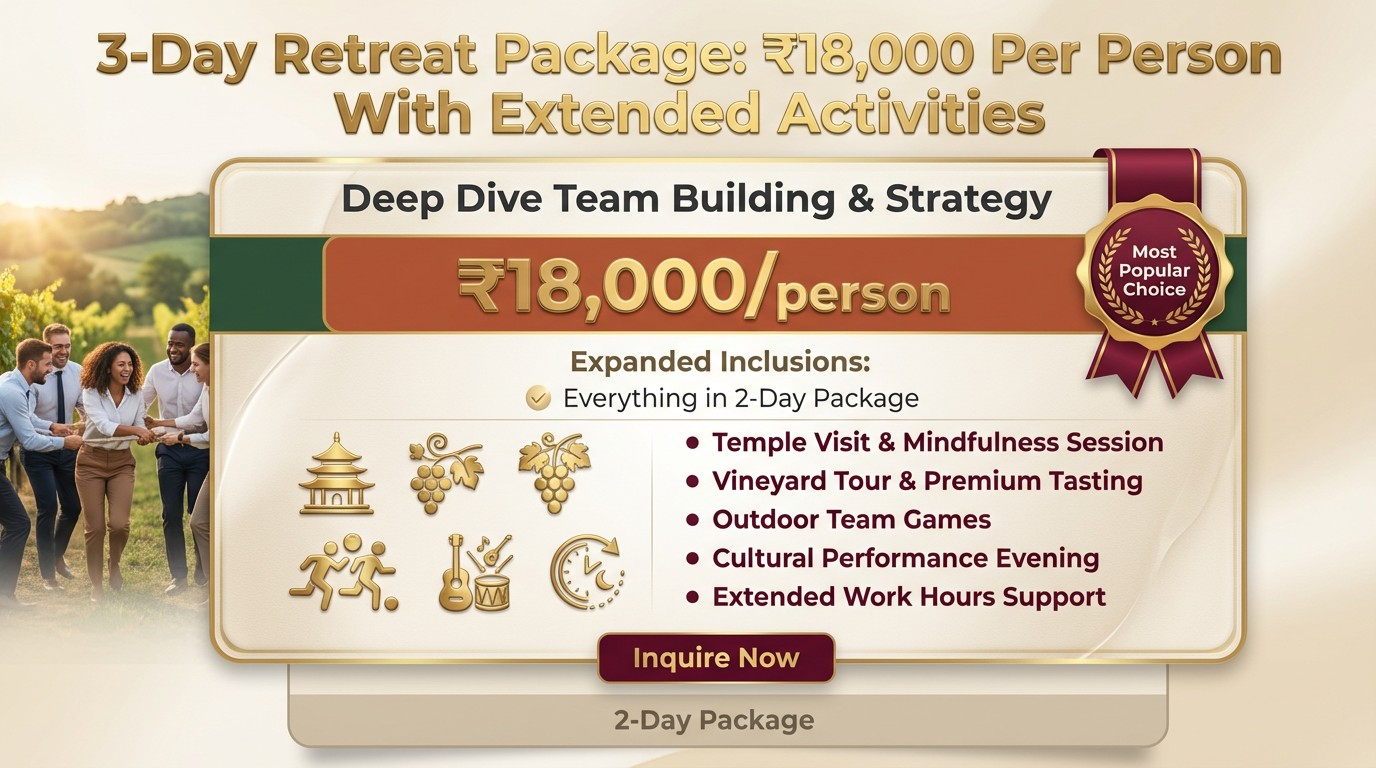 3-Day Retreat Package: ₹18,000 Per Person
With Extended Activities
Deep Dive Team Building & Strategy
₹18,000/person
Most
Popular
Choice
Expanded Inclusions:
Everything in 2-Day Package
• Temple Visit & Mindfulness Session
• Vineyard Tour & Premium Tasting
• Outdoor Team Games
• Cultural Performance Evening
• Extended Work Hours Support
Inquire Now
2-Day Package